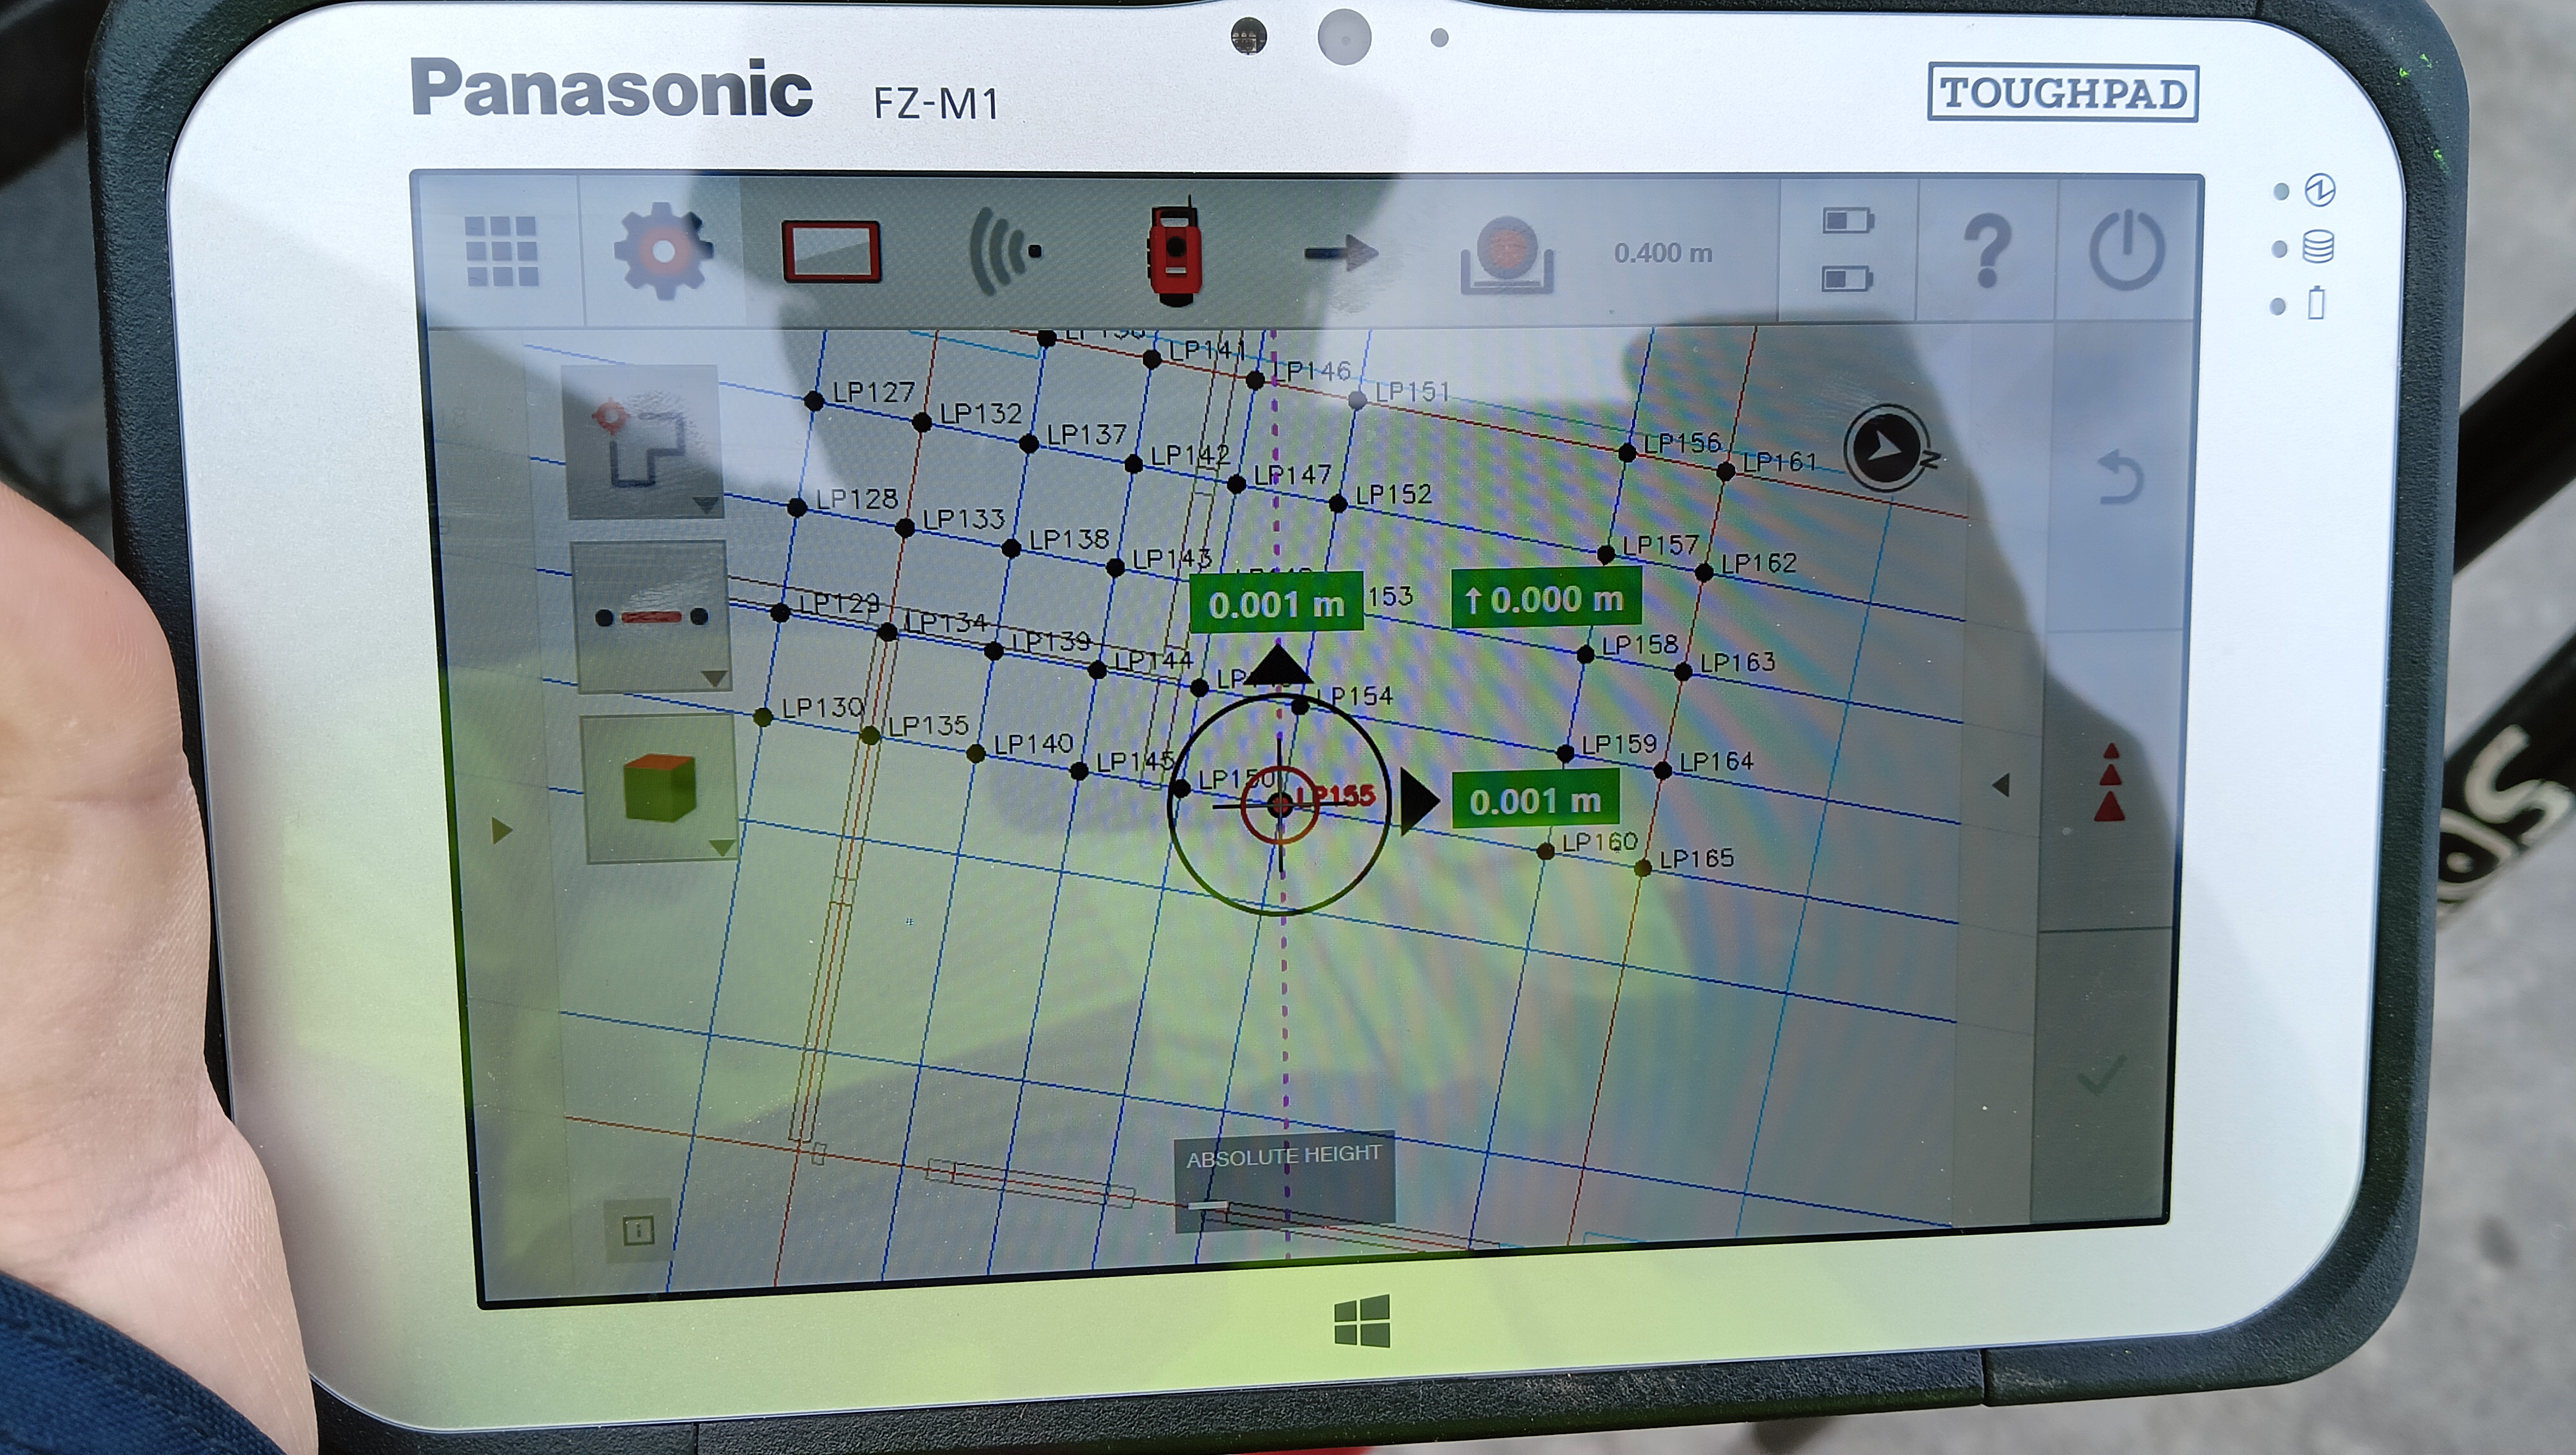 Panasonic FZ-M1 TOUGHPAD
0.400 m ?
LP141
LP146
LP151
LP127
LP132
LP137
LP142
LP147
LP152
LP156
LP161
N
LP128
LP133
LP138
LP143
LP157
LP162
0.001 m 153 ↑ 0.000 m
LP129
LP134
LP139
LP144
LP154
LP158
LP163
LP130
LP135
LP140
LP145
LP150
LP155
0.001 m
LP159
LP164
LP160
LP165
ABSOLUTE HEIGHT
i